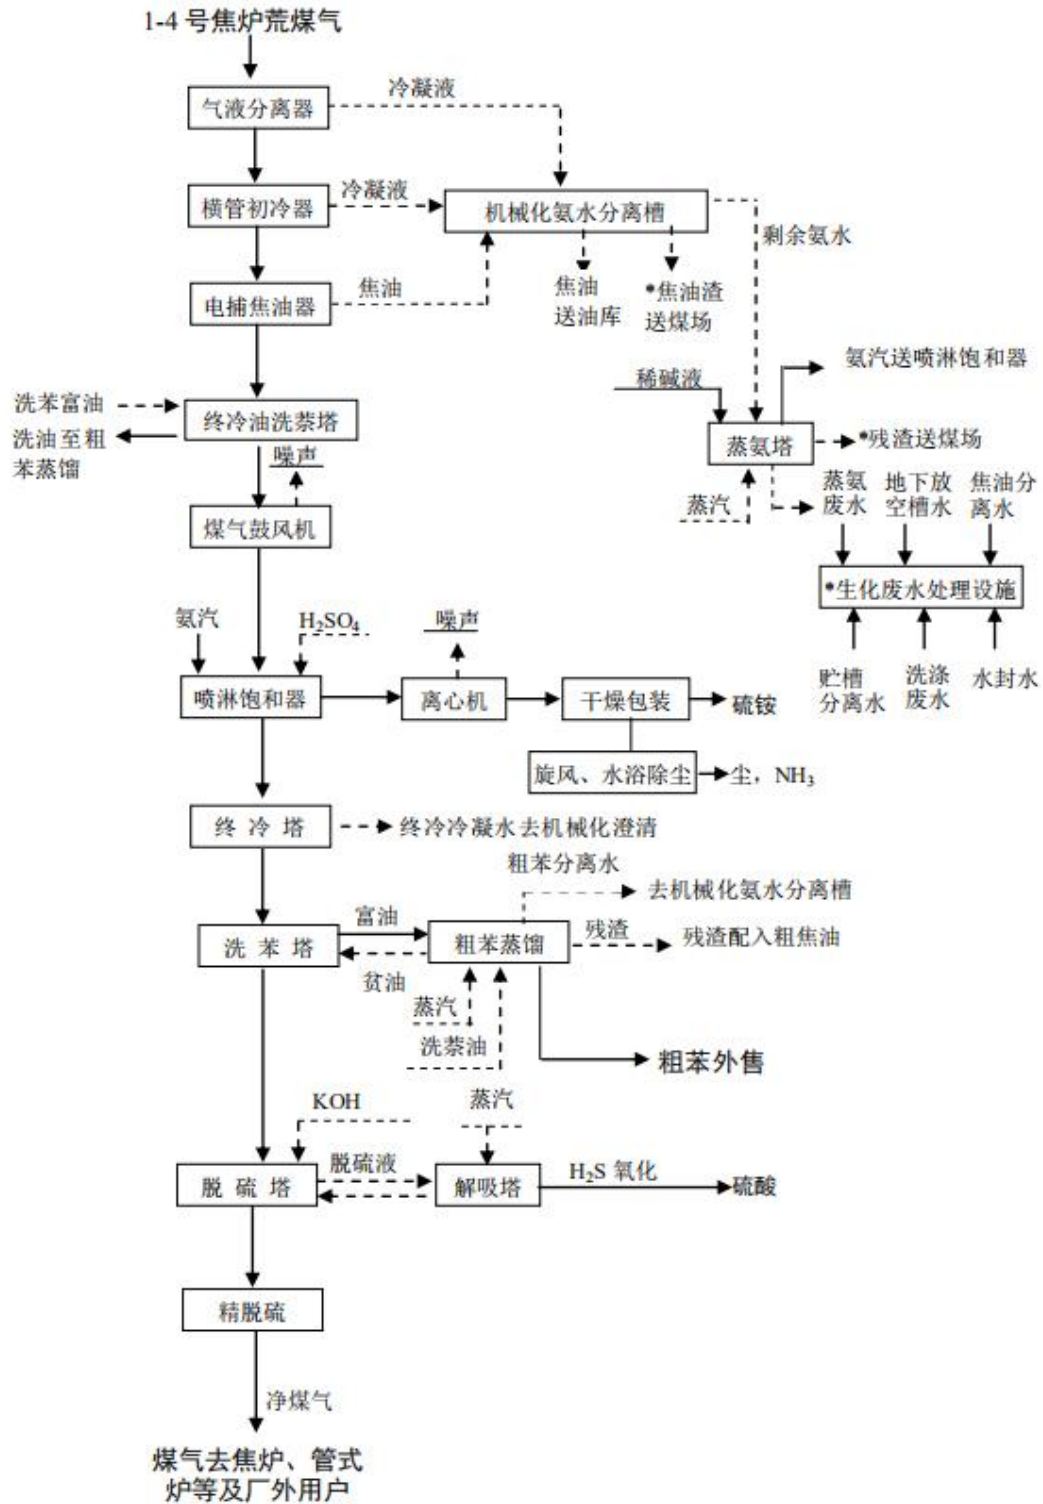 1-4 号焦炉荒煤气
冷凝液
气液分离器
冷凝液
横管初冷器
机械化氨水分离槽
剩余氨水
焦油
电捕焦油器
焦油
送油库
*焦油渣
送煤场
氨汽送喷淋饱和器
稀碱液
洗苯富油
终冷油洗萘塔
洗油至粗
苯蒸馏
蒸氨塔
*残渣送煤场
噪声
蒸汽
煤气鼓风机
蒸氨
废水
地下放
空槽水
焦油分
离水
*生化废水处理设施
贮槽
分离水
洗涤
废水
水封水
氨汽
H₂SO₄
噪声
喷淋饱和器
离心机
干燥包装
硫铵
旋风、水浴除尘
尘，NH₃
终 冷 塔
终冷冷凝水去机械化澄清
粗苯分离水
去机械化氨水分离槽
富油
洗 苯 塔
粗苯蒸馏
残渣
残渣配入粗焦油
贫油
蒸汽
洗萘油
粗苯外售
KOH
蒸汽
脱硫液
脱 硫 塔
解吸塔
H₂S 氧化
硫酸
精脱硫
净煤气
煤气去焦炉、管式
炉等及厂外用户